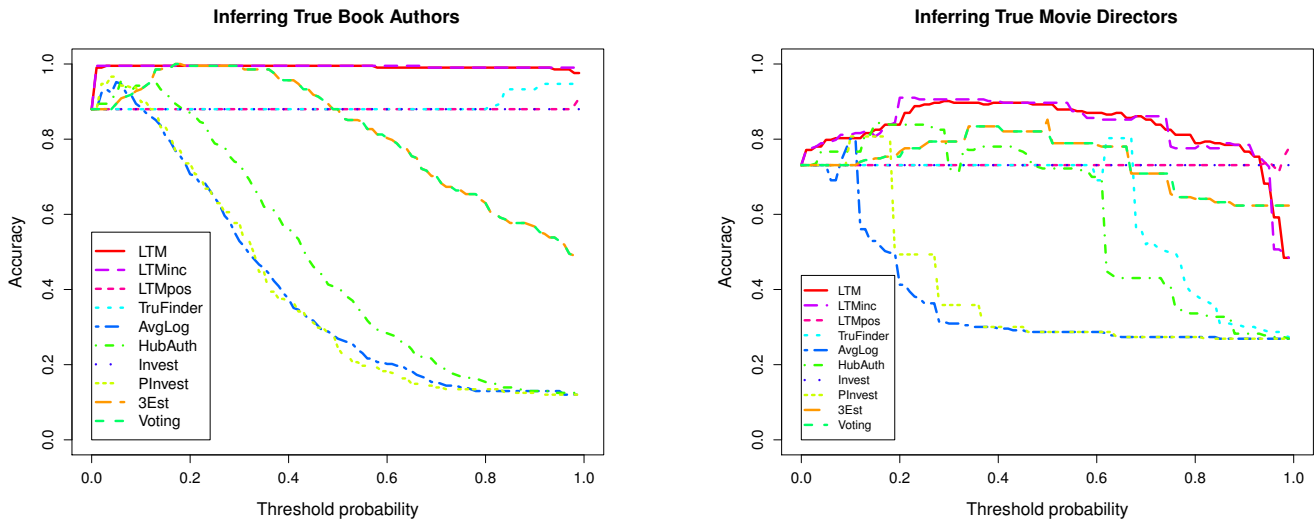 Inferring True Book Authors
Accuracy
1.0
0.8
0.6
0.4
0.2
0.0
LTM
LTMinc
LTMpos
TruFinder
AvgLog
HubAuth
Invest
PInvest
3Est
Voting
0.0 0.2 0.4 0.6 0.8 1.0
Threshold probability
Inferring True Movie Directors
Accuracy
1.0
0.8
0.6
0.4
0.2
0.0
LTM
LTMinc
LTMpos
TruFinder
AvgLog
HubAuth
Invest
PInvest
3Est
Voting
0.0 0.2 0.4 0.6 0.8 1.0
Threshold probability